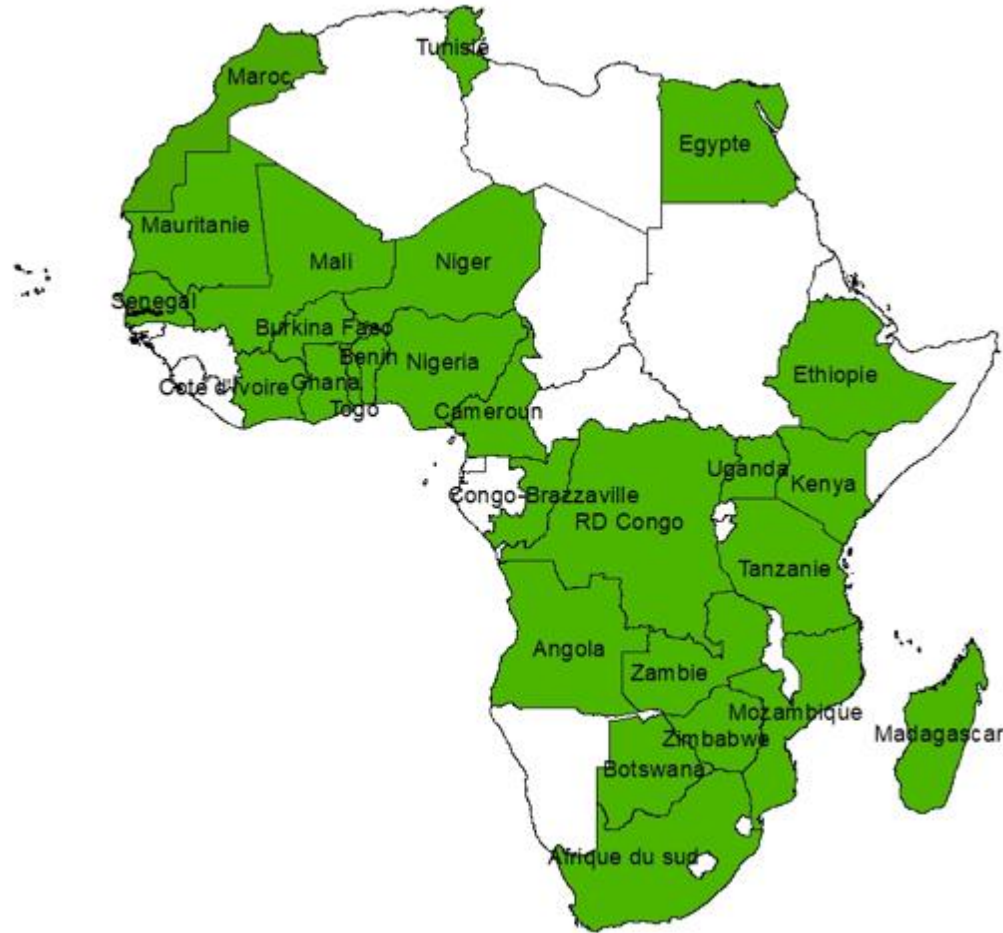 Tunisie
Maroc
Egypte
Mauritanie
Mali
Niger
Senegal
Burkina Faso
Benin
Nigeria
Cote d'Ivoire
Ghana
Togo
Cameroun
Ethiopie
Uganda
Kenya
Congo-Brazzaville
RD Congo
Tanzanie
Angola
Zambie
Mozambique
Zimbabwe
Madagascar
Botswana
Afrique du sud